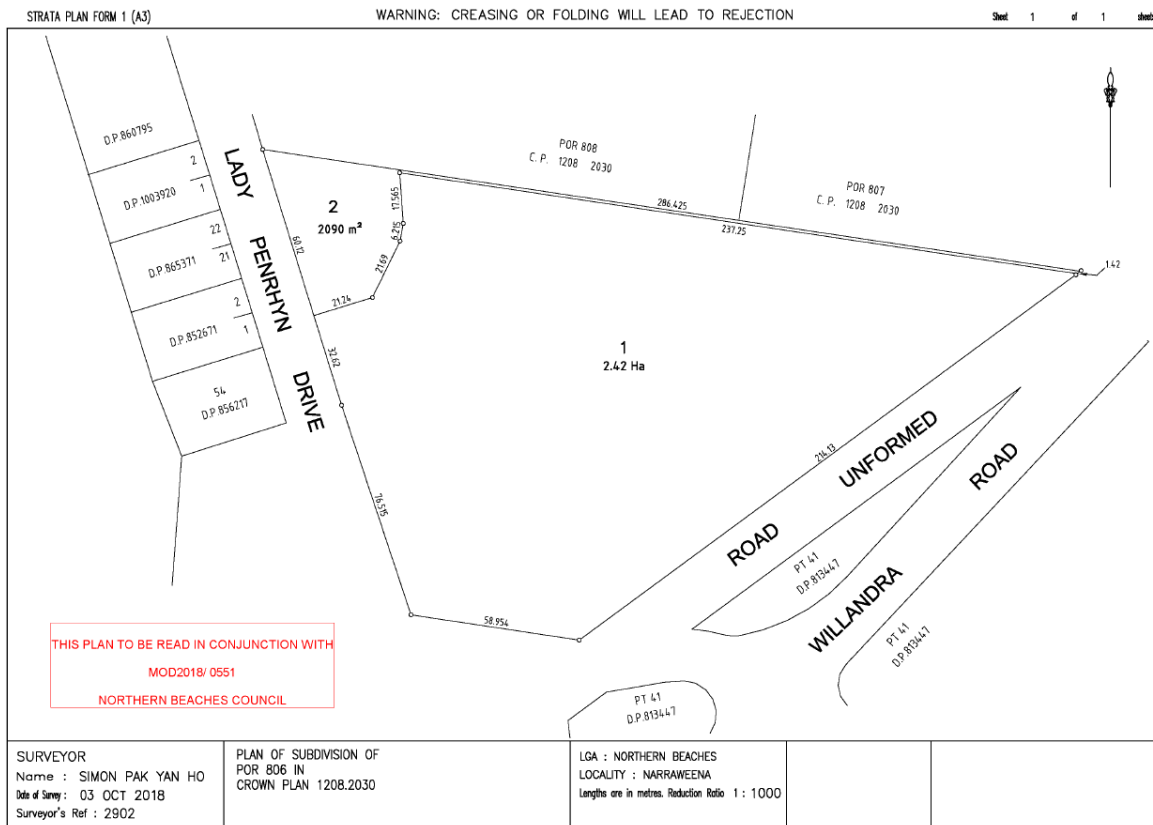 STRATA PLAN FORM 1 (A3)
WARNING: CREASING OR FOLDING WILL LEAD TO REJECTION
Sheet 1 of 1 sheets
D.P.860795
2
D.P.1003920
1
22
D.P.865371
21
2
D.P.852671
1
54
D.P.856217
LADY PENRHYN DRIVE
POR 808
C. P. 1208 2030
POR 807
C. P. 1208 2030
286.425
237.25
1.42
2
2090 m²
17.565
6.215
21.69
21.24
60.12
32.62
76.515
58.954
214.13
1
2.42 Ha
ROAD UNFORMED
WILLANDRA ROAD
PT 41
D.P.813447
PT 41
D.P.813447
PT 41
D.P.813447
THIS PLAN TO BE READ IN CONJUNCTION WITH
MOD2018/ 0551
NORTHERN BEACHES COUNCIL
SURVEYOR
Name : SIMON PAK YAN HO
Date of Survey : 03 OCT 2018
Surveyor's Ref : 2902
PLAN OF SUBDIVISION OF
POR 806 IN
CROWN PLAN 1208.2030
LGA : NORTHERN BEACHES
LOCALITY : NARRAWEENA
Lengths are in metres. Reduction Ratio 1 : 1000